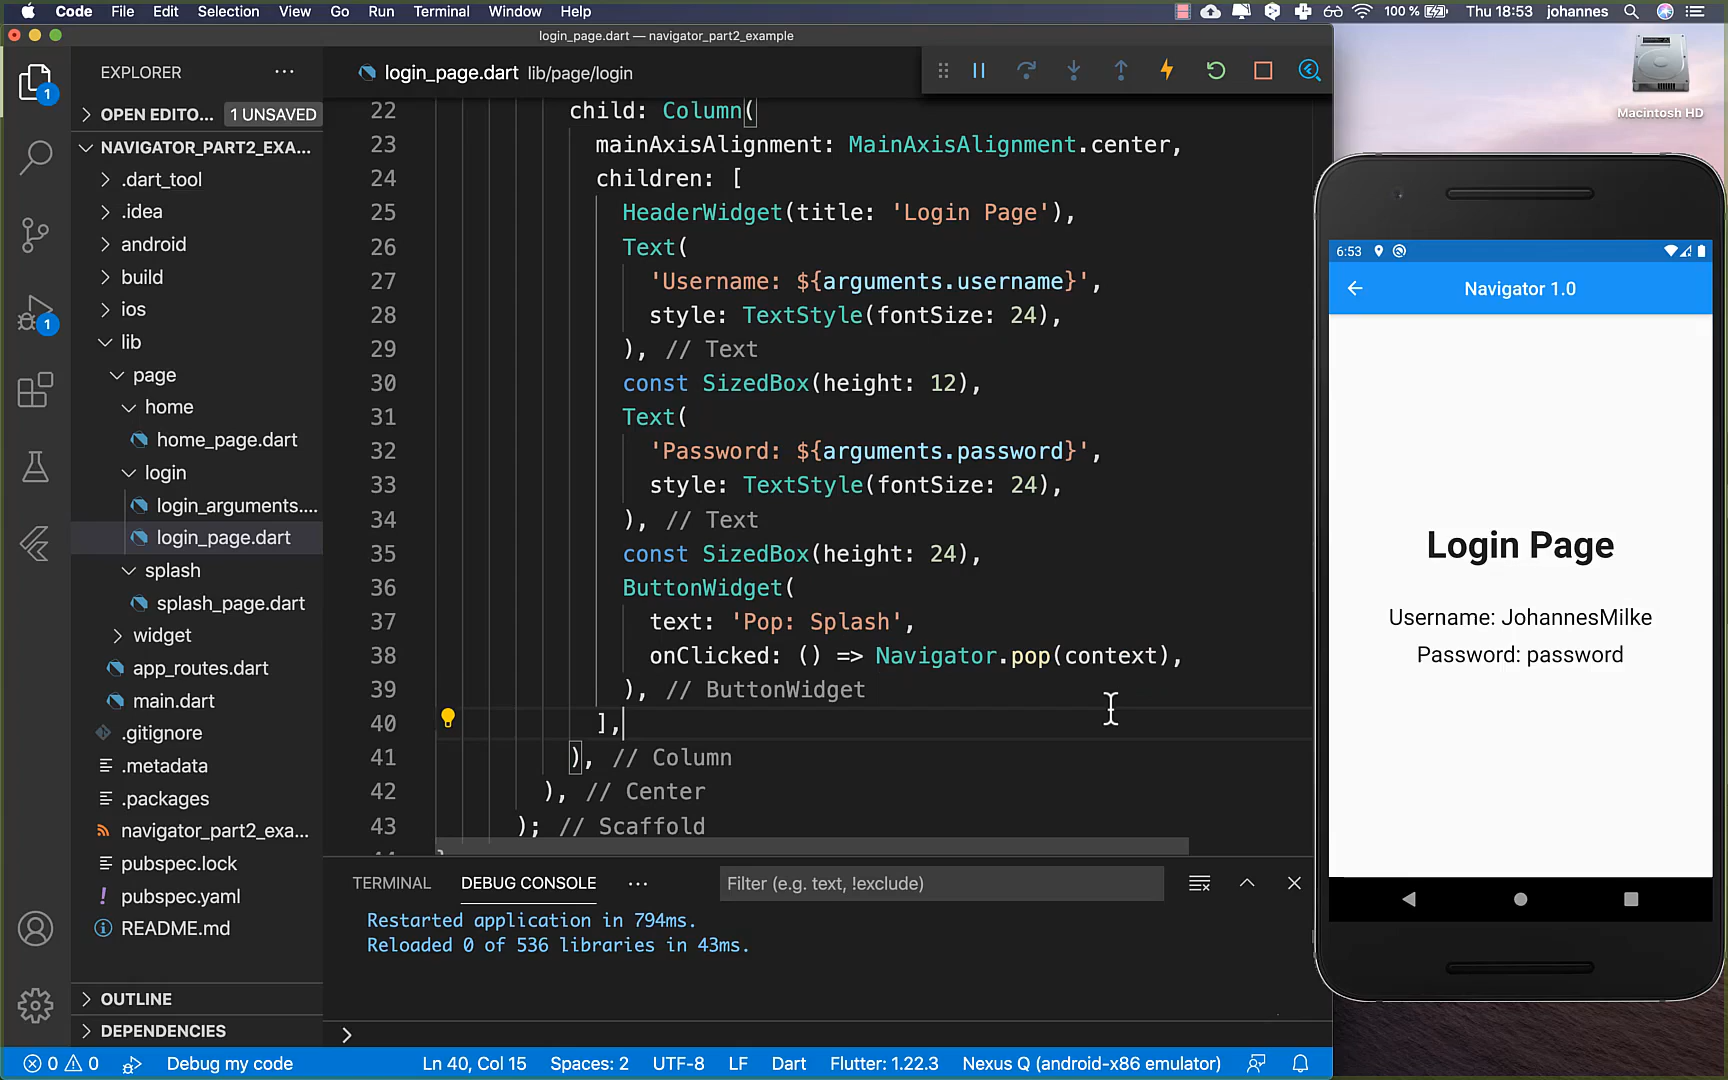 Code File Edit Selection View Go Run Terminal Window Help 100 % Thu 18:53 johannes
login_page.dart — navigator_part2_example
Macintosh HD
EXPLORER
OPEN EDITO... 1 UNSAVED
NAVIGATOR_PART2_EXA...
.dart_tool
.idea
android
build
ios
lib
page
home
home_page.dart
login
login_arguments....
login_page.dart
splash
splash_page.dart
widget
app_routes.dart
main.dart
.gitignore
.metadata
.packages
navigator_part2_exa...
pubspec.lock
pubspec.yaml
README.md
OUTLINE
DEPENDENCIES
1
1
login_page.dart lib/page/login
22 child: Column(
23 mainAxisAlignment: MainAxisAlignment.center,
24 children: [
25 HeaderWidget(title: 'Login Page'),
26 Text(
27 'Username: ${arguments.username}',
28 style: TextStyle(fontSize: 24),
29 ), // Text
30 const SizedBox(height: 12),
31 Text(
32 'Password: ${arguments.password}',
33 style: TextStyle(fontSize: 24),
34 ), // Text
35 const SizedBox(height: 24),
36 ButtonWidget(
37 text: 'Pop: Splash',
38 onClicked: () => Navigator.pop(context),
39 ), // ButtonWidget
40 ],
41 ), // Column
42 ), // Center
43 ); // Scaffold
TERMINAL DEBUG CONSOLE ... Filter (e.g. text, !exclude)
Restarted application in 794ms.
Reloaded 0 of 536 libraries in 43ms.
0 0 Debug my code Ln 40, Col 15 Spaces: 2 UTF-8 LF Dart Flutter: 1.22.3 Nexus Q (android-x86 emulator)
6:53
Navigator 1.0
Login Page
Username: JohannesMilke
Password: password